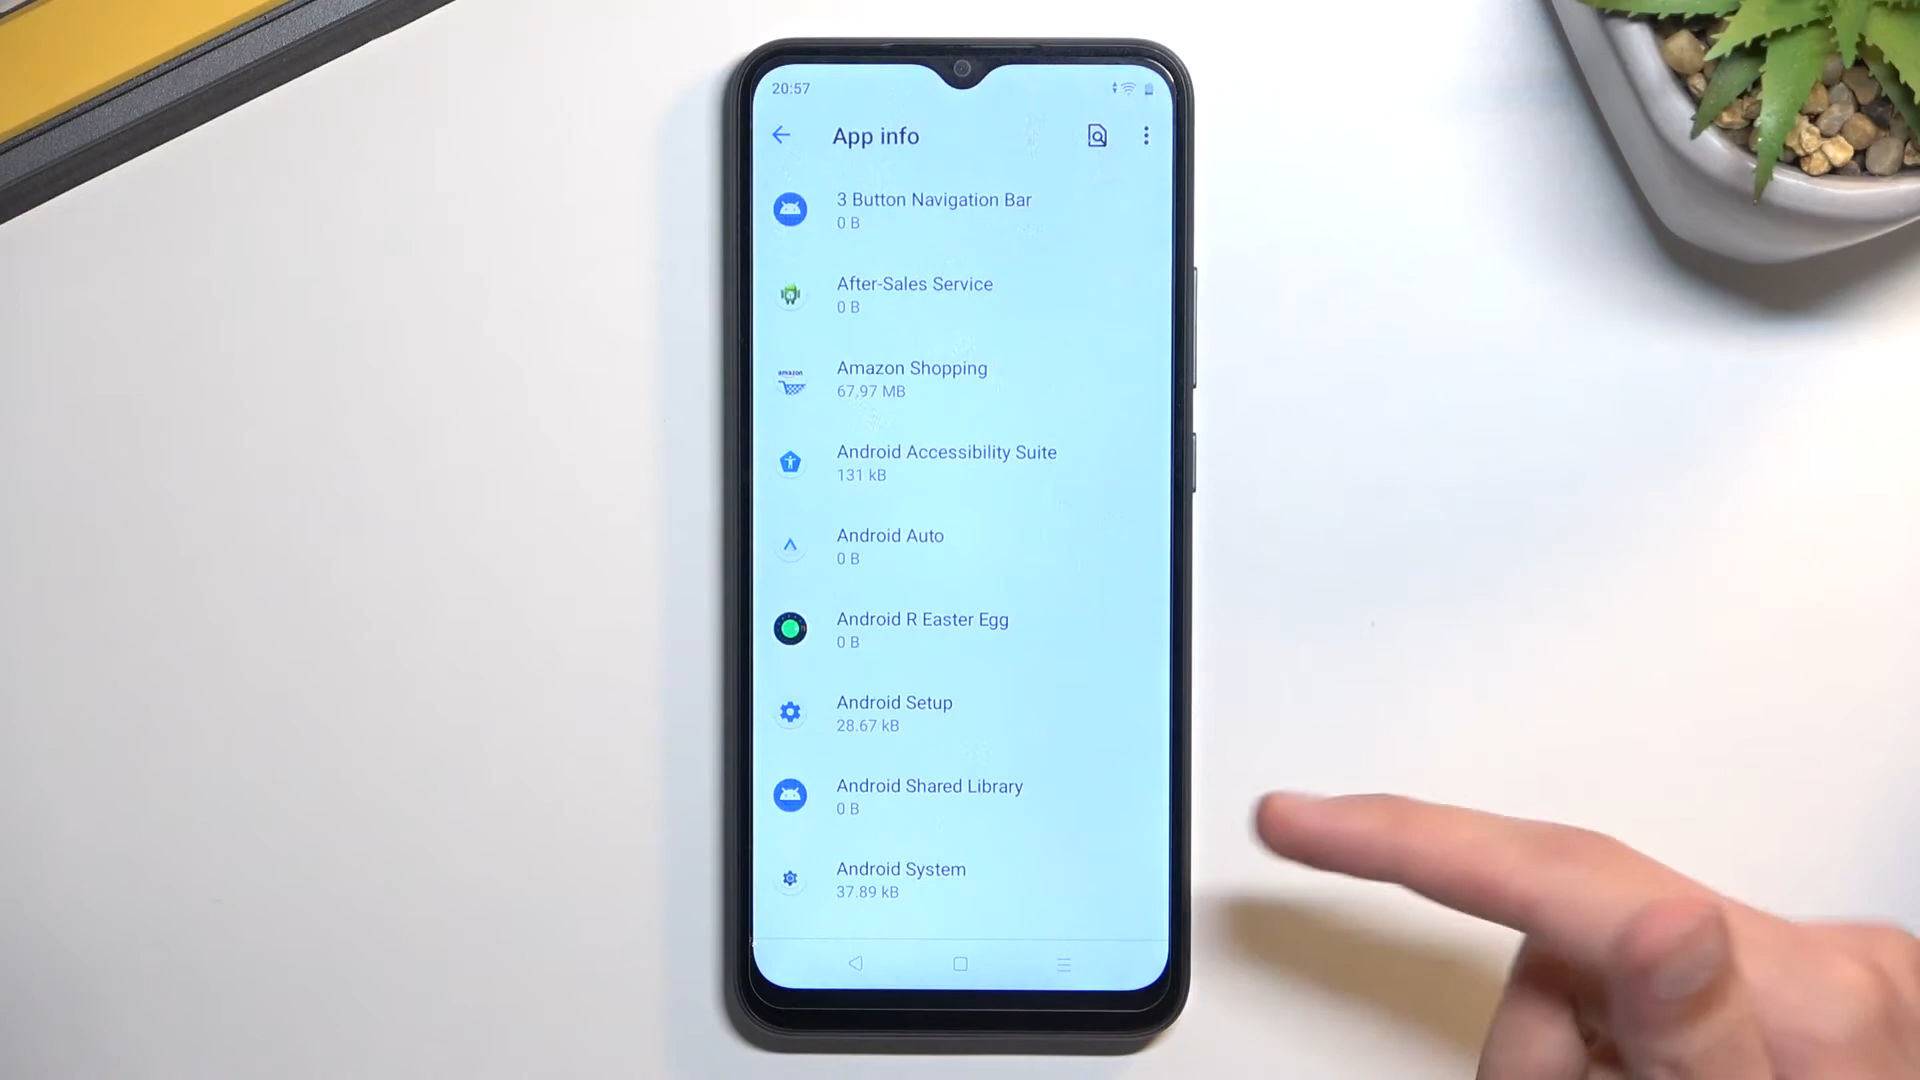 20:57
App info
3 Button Navigation Bar
0 B
After-Sales Service
0 B
amazon
Amazon Shopping
67,97 MB
Android Accessibility Suite
131 kB
Android Auto
0 B
Android R Easter Egg
0 B
Android Setup
28.67 kB
Android Shared Library
0 B
Android System
37.89 kB